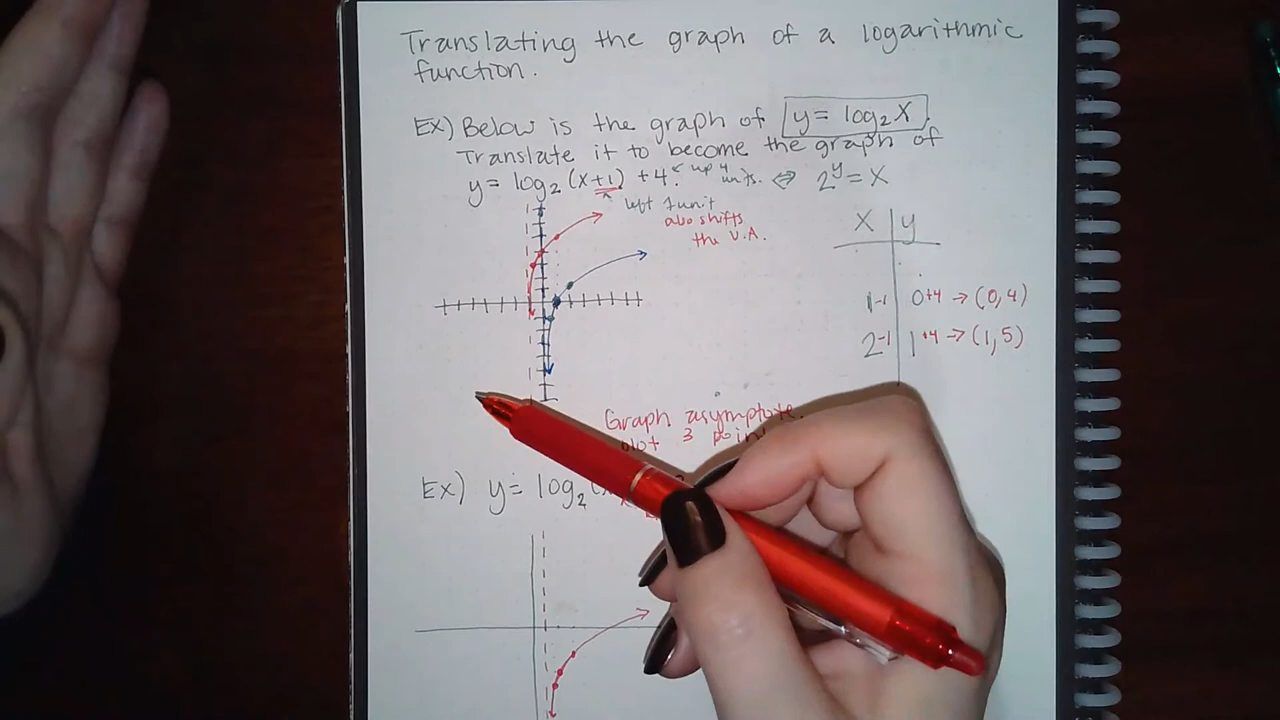 Translating the graph of a logarithmic
function.
Ex) Below is the graph of y = log₂x.
Translate it to become the graph of
y = log₂(x+1) + 4. ↖ up 4 units. ⇔ 2^y = x
left 1 unit
also shifts
the V.A.
x | y
1-1 | 0+4 → (0,4)
2-1 | 1+4 → (1,5)
Graph asymptote.
plot 3
Ex) y = log₂(x